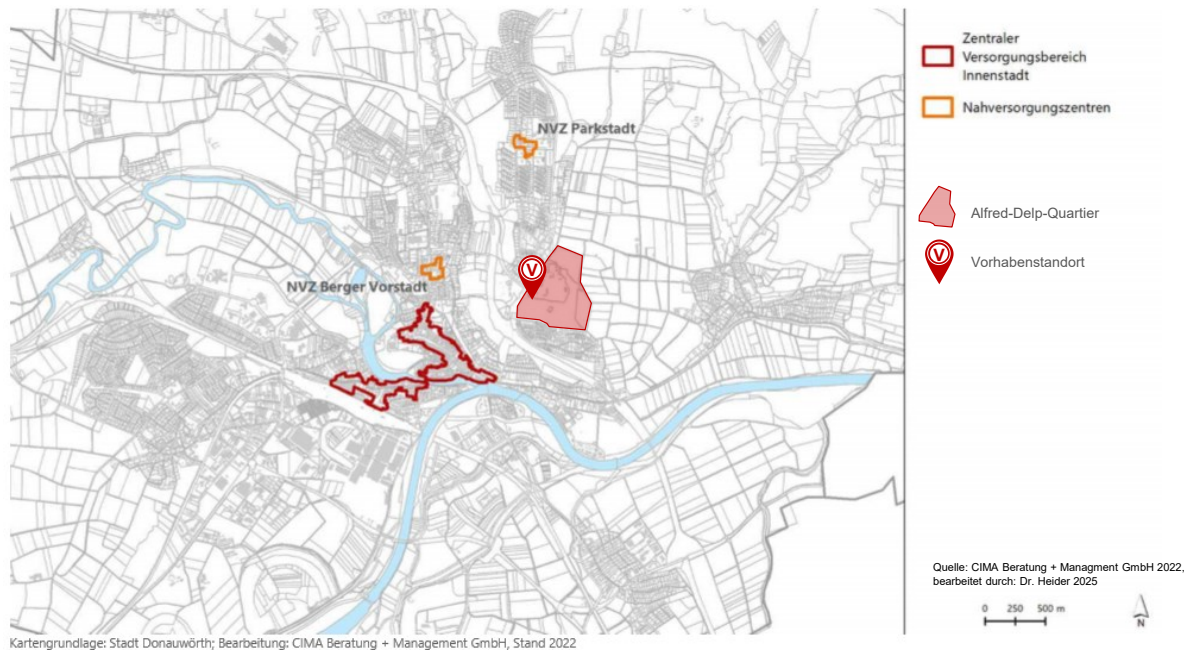 Zentraler
Versorgungsbereich
Innenstadt
Nahversorgungszentren
NVZ Parkstadt
Alfred-Delp-Quartier
V
V
Vorhabenstandort
NVZ Berger Vorstadt
Quelle: CIMA Beratung + Managment GmbH 2022,
bearbeitet durch: Dr. Heider 2025
0 250 500 m
N
Kartengrundlage: Stadt Donauwörth; Bearbeitung: CIMA Beratung + Management GmbH, Stand 2022